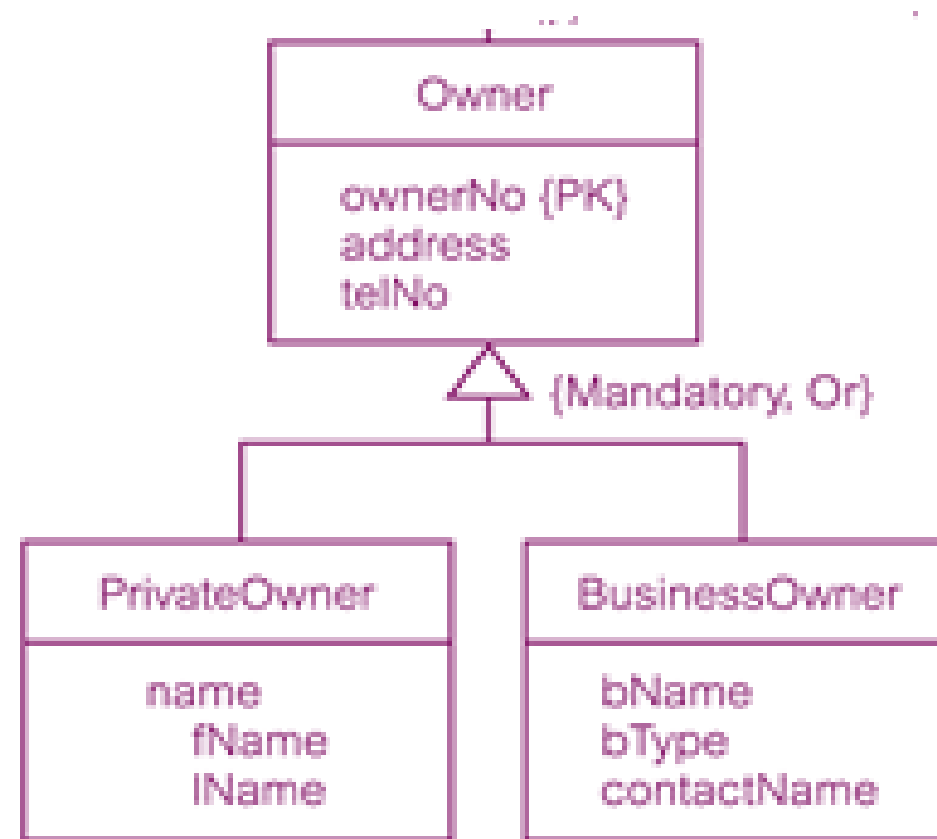 Owner
ownerNo {PK}
address
telNo
{Mandatory, Or}
PrivateOwner
name
fName
lName
BusinessOwner
bName
bType
contactName